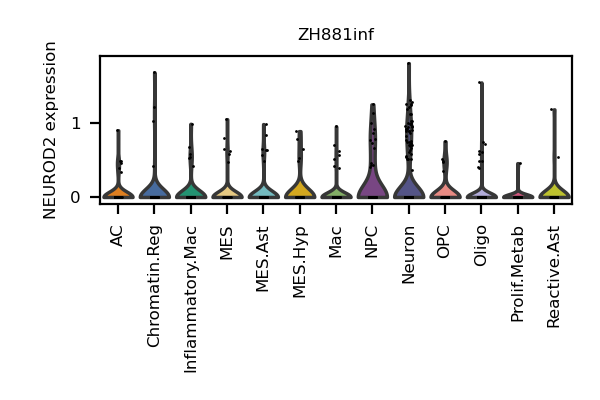 ZH881inf
NEUROD2 expression
1
0
AC
Chromatin.Reg
Inflammatory.Mac
MES
MES.Ast
MES.Hyp
Mac
NPC
Neuron
OPC
Oligo
Prolif.Metab
Reactive.Ast